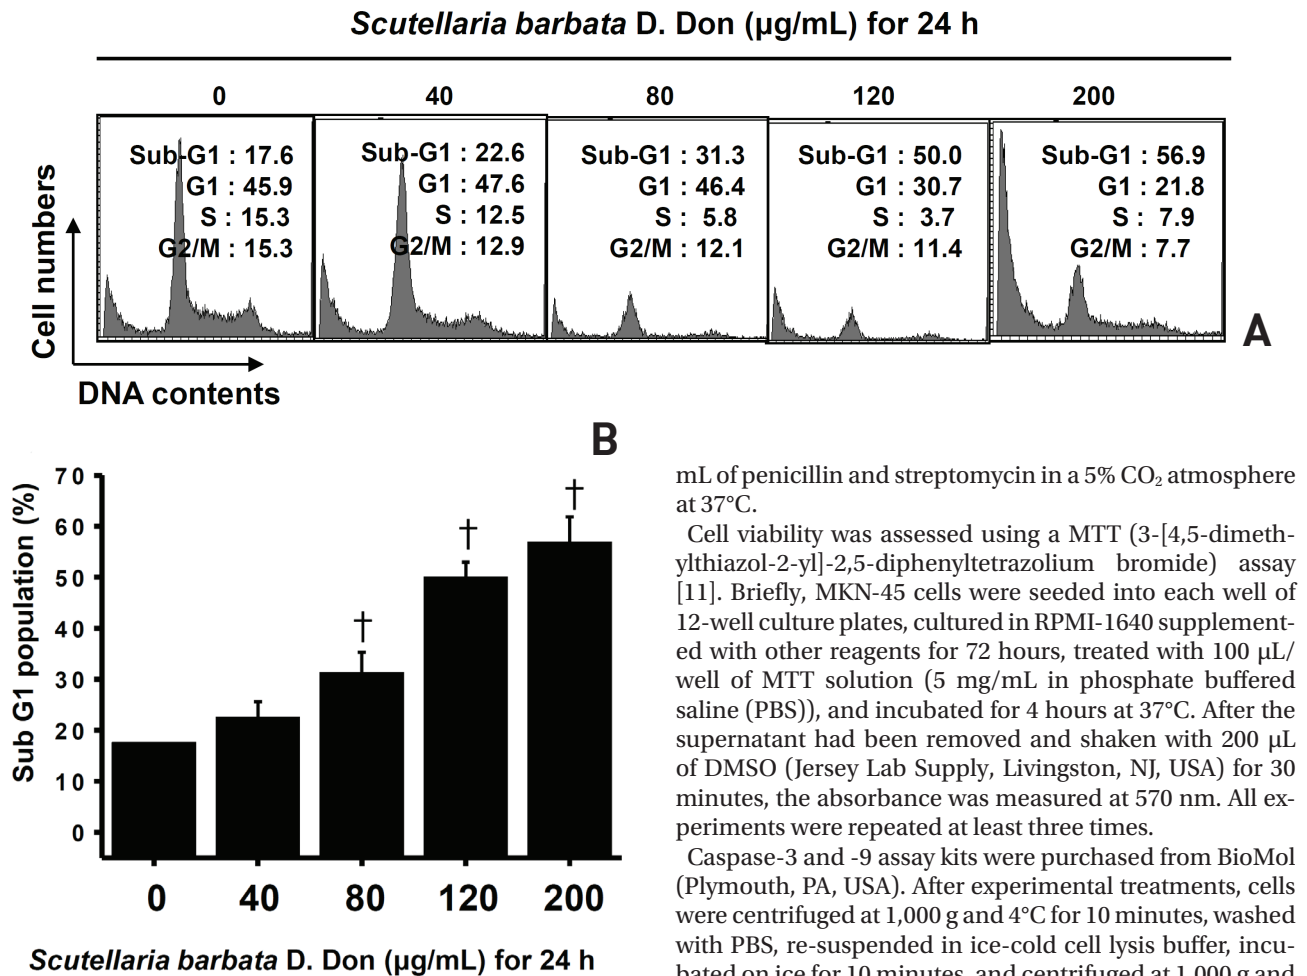 Scutellaria barbata D. Don (µg/mL) for 24 h
0 40 80 120 200
Sub-G1 : 17.6
G1 : 45.9
S : 15.3
G2/M : 15.3
Sub-G1 : 22.6
G1 : 47.6
S : 12.5
G2/M : 12.9
Sub-G1 : 31.3
G1 : 46.4
S : 5.8
G2/M : 12.1
Sub-G1 : 50.0
G1 : 30.7
S : 3.7
G2/M : 11.4
Sub-G1 : 56.9
G1 : 21.8
S : 7.9
G2/M : 7.7
Cell numbers
DNA contents
A
B
Sub G1 population (%)
70
60
50
40
30
20
10
0
†
†
†
0 40 80 120 200
Scutellaria barbata D. Don (µg/mL) for 24 h
mL of penicillin and streptomycin in a 5% CO₂ atmosphere
at 37°C.
Cell viability was assessed using a MTT (3-[4,5-dimeth-
ylthiazol-2-yl]-2,5-diphenyltetrazolium bromide) assay
[11]. Briefly, MKN-45 cells were seeded into each well of
12-well culture plates, cultured in RPMI-1640 supplement-
ed with other reagents for 72 hours, treated with 100 µL/
well of MTT solution (5 mg/mL in phosphate buffered
saline (PBS)), and incubated for 4 hours at 37°C. After the
supernatant had been removed and shaken with 200 µL
of DMSO (Jersey Lab Supply, Livingston, NJ, USA) for 30
minutes, the absorbance was measured at 570 nm. All ex-
periments were repeated at least three times.
Caspase-3 and -9 assay kits were purchased from BioMol
(Plymouth, PA, USA). After experimental treatments, cells
were centrifuged at 1,000 g and 4°C for 10 minutes, washed
with PBS, re-suspended in ice-cold cell lysis buffer, incu-
bated on ice for 10 minutes, and centrifuged at 1,000 g and